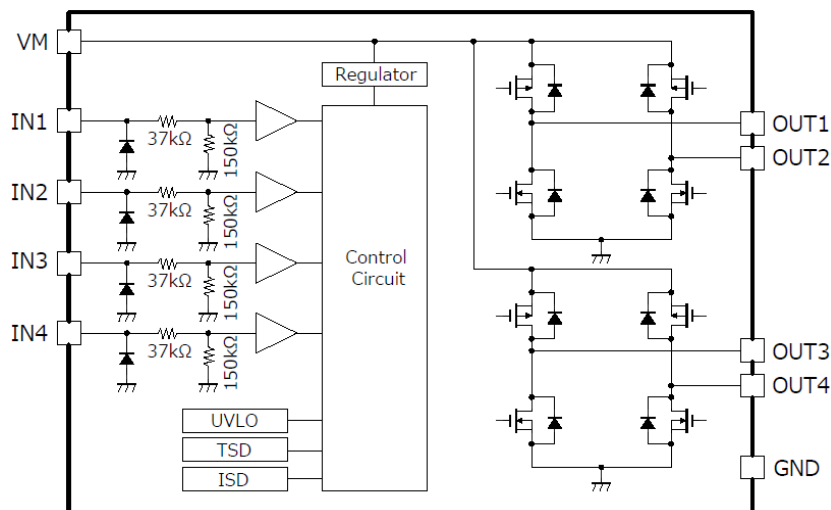 VM
Regulator
IN1
37kΩ
150kΩ
OUT1
OUT2
IN2
37kΩ
150kΩ
IN3
37kΩ
150kΩ
Control
Circuit
IN4
37kΩ
150kΩ
OUT3
OUT4
UVLO
TSD
ISD
GND